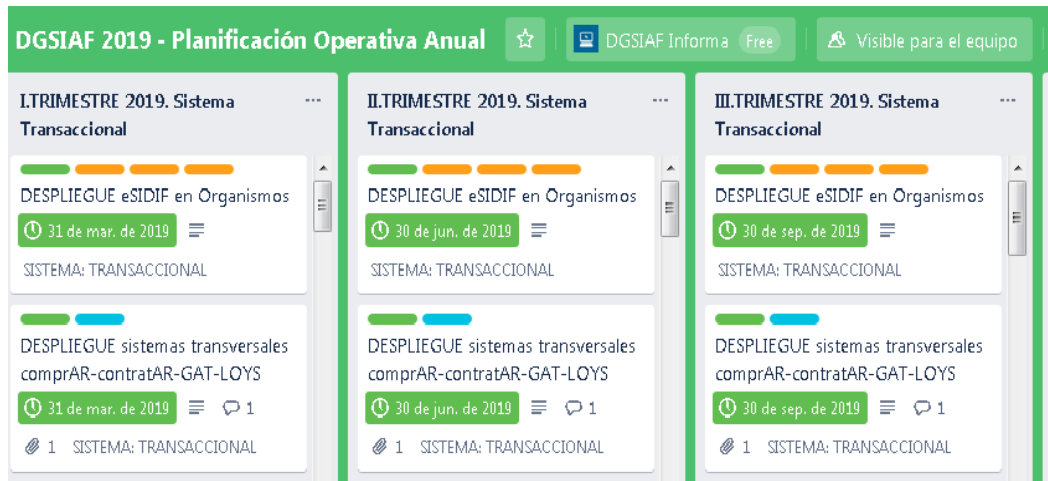 DGSIAF 2019 - Planificación Operativa Anual
DGSIAF Informa Free
Visible para el equipo
I.TRIMESTRE 2019. Sistema
Transaccional
DESPLIEGUE eSIDIF en Organismos
31 de mar. de 2019
SISTEMA: TRANSACCIONAL
DESPLIEGUE sistemas transversales
comprAR-contratAR-GAT-LOYS
31 de mar. de 2019 1
1 SISTEMA: TRANSACCIONAL
II.TRIMESTRE 2019. Sistema
Transaccional
DESPLIEGUE eSIDIF en Organismos
30 de jun. de 2019
SISTEMA: TRANSACCIONAL
DESPLIEGUE sistemas transversales
comprAR-contratAR-GAT-LOYS
30 de jun. de 2019 1
1 SISTEMA: TRANSACCIONAL
III.TRIMESTRE 2019. Sistema
Transaccional
DESPLIEGUE eSIDIF en Organismos
30 de sep. de 2019
SISTEMA: TRANSACCIONAL
DESPLIEGUE sistemas transversales
comprAR-contratAR-GAT-LOYS
30 de sep. de 2019 1
1 SISTEMA: TRANSACCIONAL